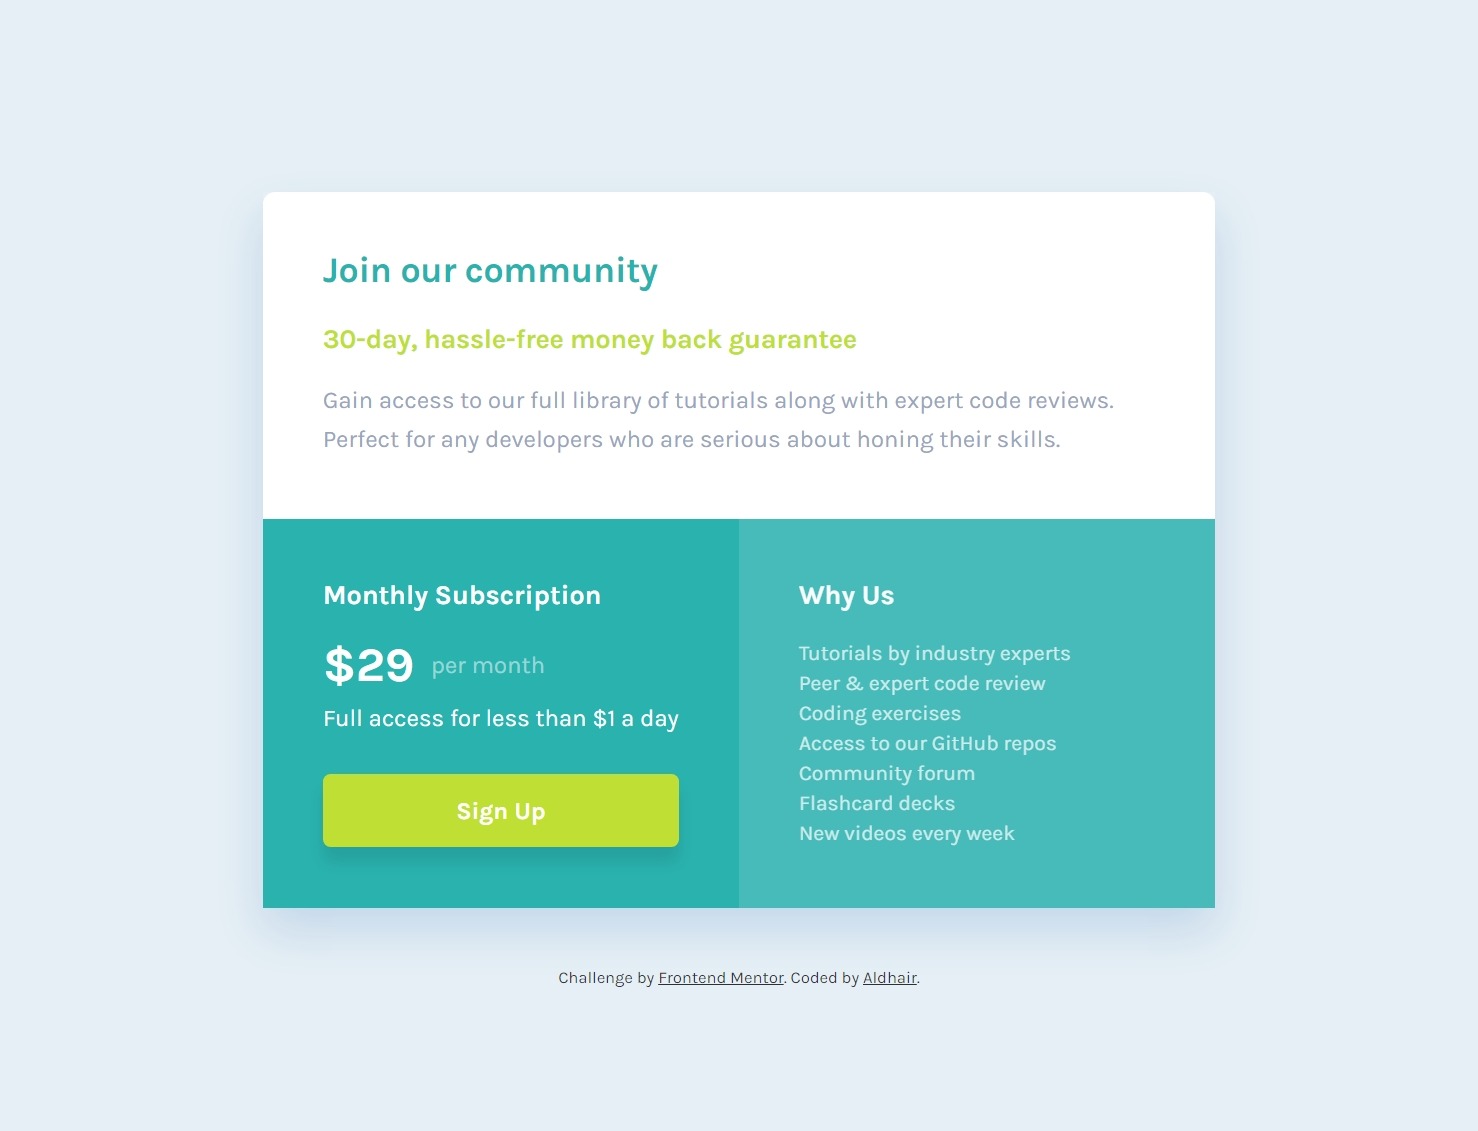 Join our community
30-day, hassle-free money back guarantee
Gain access to our full library of tutorials along with expert code reviews.
Perfect for any developers who are serious about honing their skills.
Monthly Subscription
$29 per month
Full access for less than $1 a day
Sign Up
Why Us
Tutorials by industry experts
Peer & expert code review
Coding exercises
Access to our GitHub repos
Community forum
Flashcard decks
New videos every week
Challenge by Frontend Mentor. Coded by Aldhair.